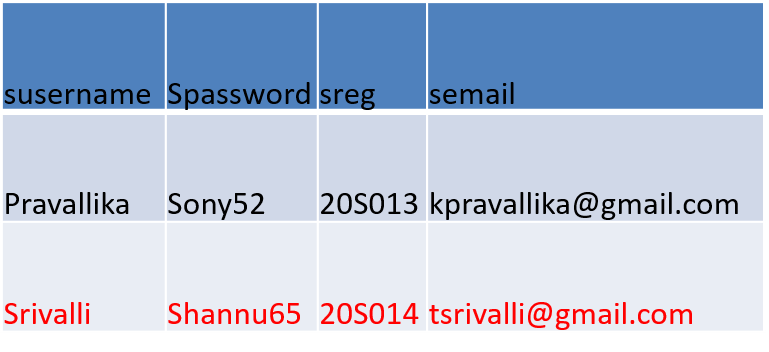 susername Spassword sreg semail
Pravallika Sony52 20S013 kpravallika@gmail.com
Srivalli Shannu65 20S014 tsrivalli@gmail.com